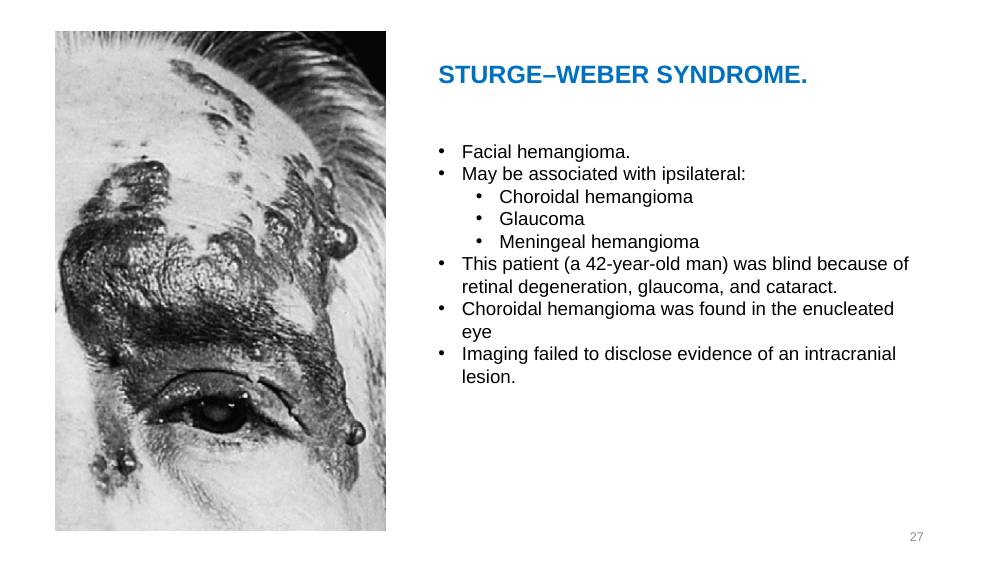 STURGE–WEBER SYNDROME.
• Facial hemangioma.
• May be associated with ipsilateral:
• Choroidal hemangioma
• Glaucoma
• Meningeal hemangioma
• This patient (a 42-year-old man) was blind because of
retinal degeneration, glaucoma, and cataract.
• Choroidal hemangioma was found in the enucleated
eye
• Imaging failed to disclose evidence of an intracranial
lesion.
27